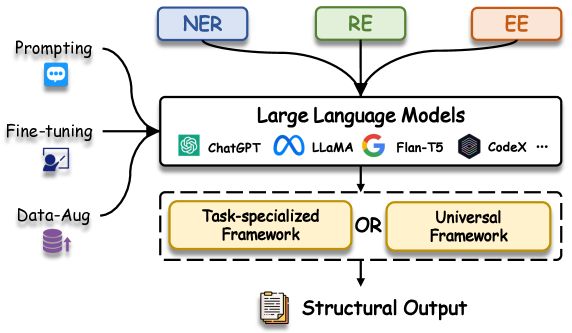 NER
RE
EE
Prompting
Fine-tuning
Data-Aug
Large Language Models
ChatGPT
LLaMA
Flan-T5
CodeX
...
Task-specialized
Framework
OR
Universal
Framework
Structural Output